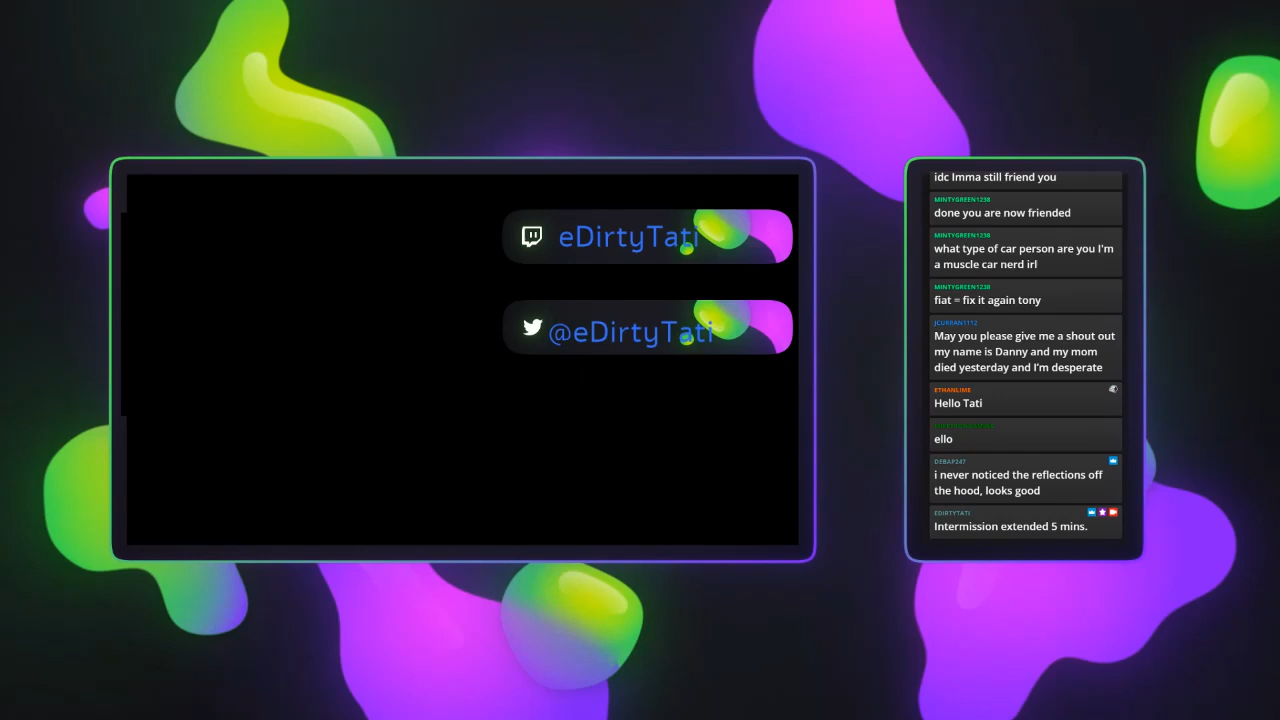 eDirtyTati
@eDirtyTati
idc Imma still friend you
MINTYGREEN1238
done you are now friended
MINTYGREEN1238
what type of car person are you I'm
a muscle car nerd irl
MINTYGREEN1238
fiat = fix it again tony
JCURRAN1112
May you please give me a shout out
my name is Danny and my mom
died yesterday and I'm desperate
ETHANLIME
Hello Tati
ello
DEBAP247
i never noticed the reflections off
the hood, looks good
EDIRTYTATI
Intermission extended 5 mins.